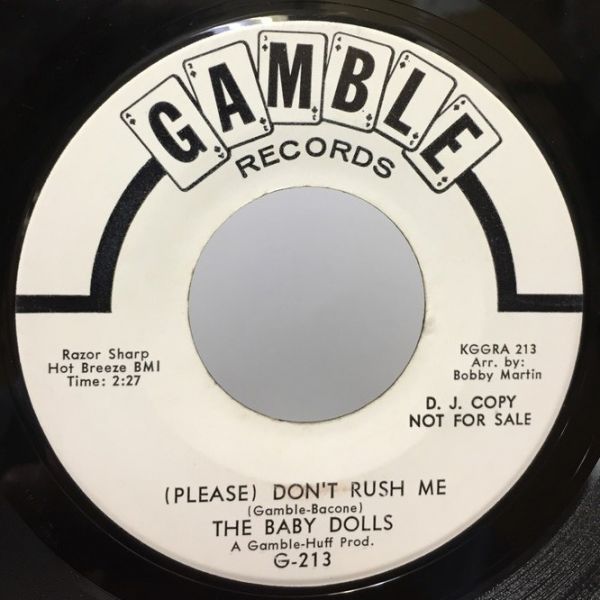 GAMBLE
RECORDS
Razor Sharp
Hot Breeze BMI
Time: 2:27
KGGRA 213
Arr. by:
Bobby Martin
D. J. COPY
NOT FOR SALE
(PLEASE) DON'T RUSH ME
(Gamble-Bacone)
THE BABY DOLLS
A Gamble-Huff Prod.
G-213